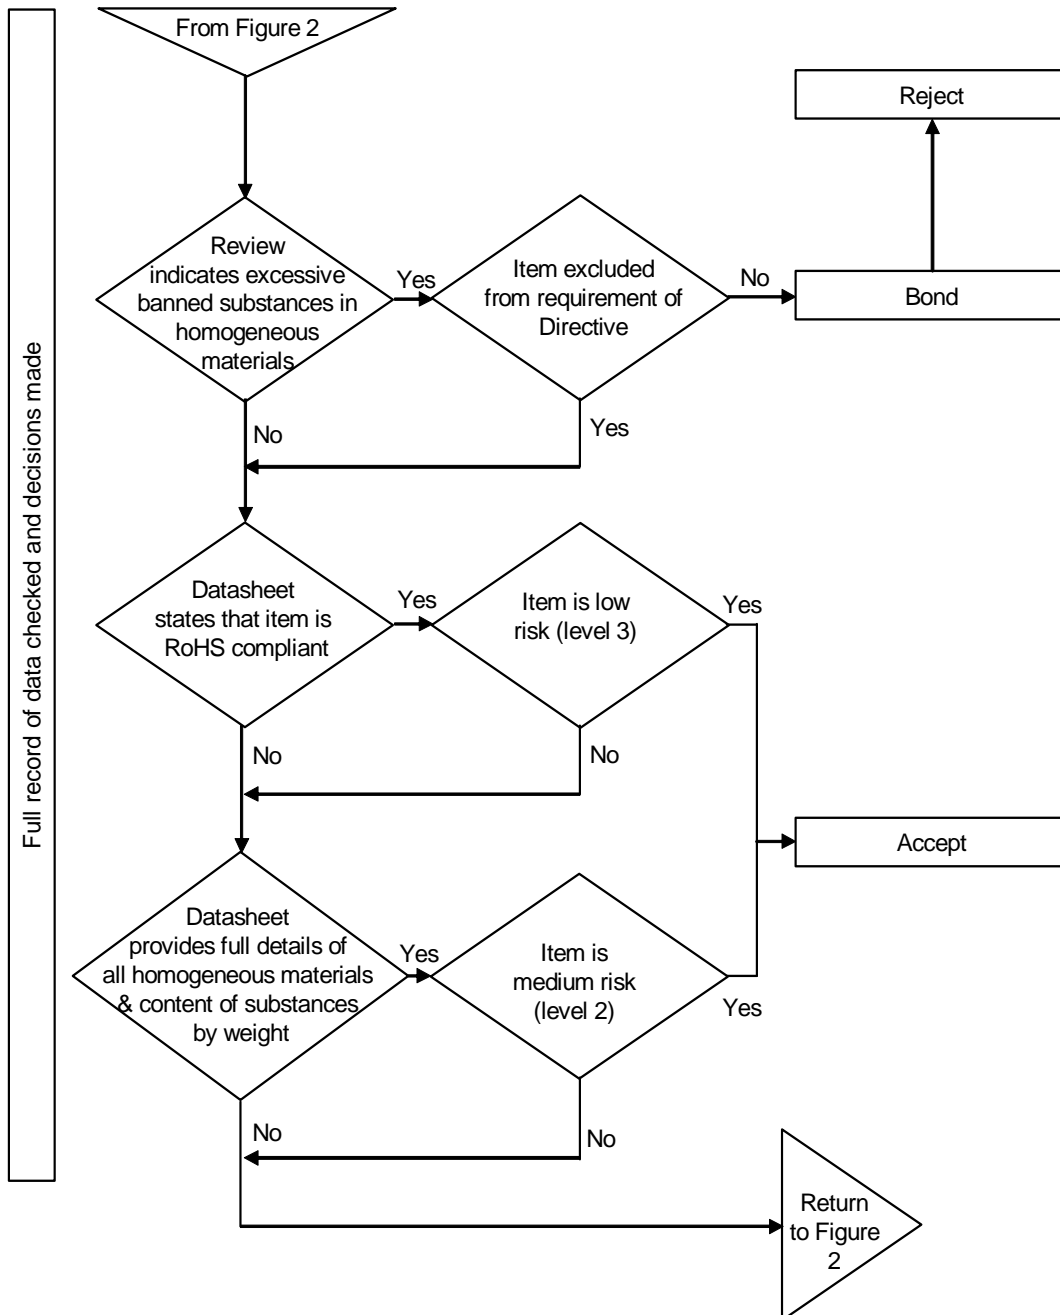 Full record of data checked and decisions made
From Figure 2
Reject
Review
indicates excessive
banned substances in
homogeneous
materials
Yes
Item excluded
from requirement of
Directive
No
Bond
No
Yes
Datasheet
states that item is
RoHS compliant
Yes
Item is low
risk (level 3)
Yes
No
No
Accept
Datasheet
provides full details of
all homogeneous materials
& content of substances
by weight
Yes
Item is
medium risk
(level 2)
Yes
No
No
Return
to Figure
2